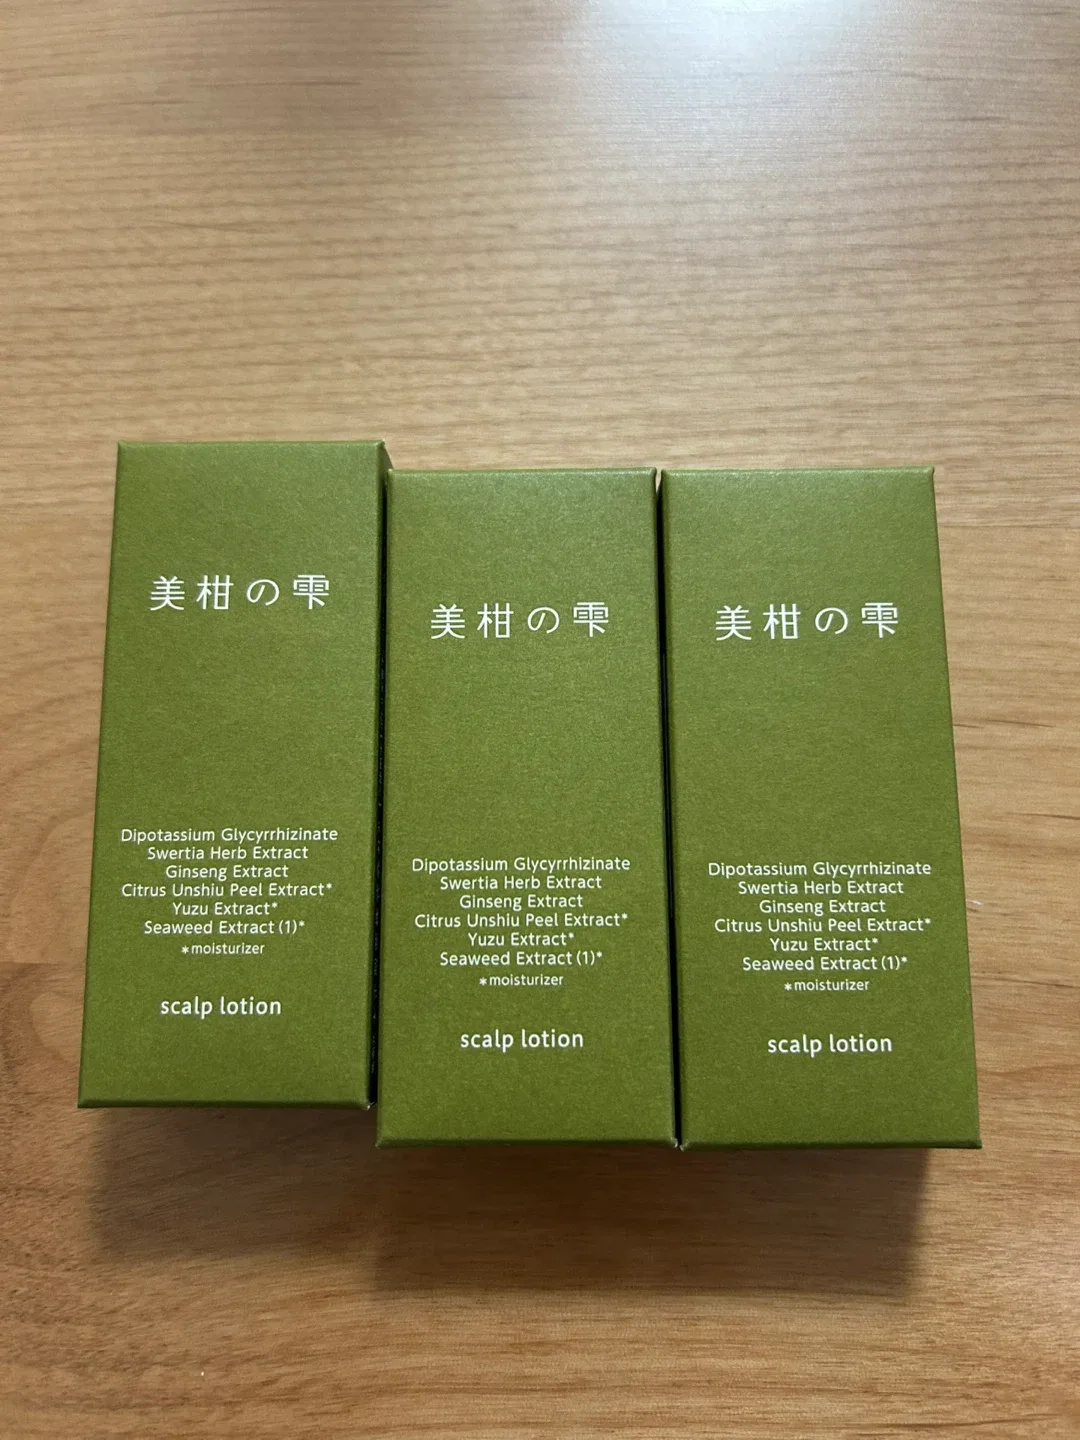 美柑の雫
Dipotassium Glycyrrhizinate
Swertia Herb Extract
Ginseng Extract
Citrus Unshiu Peel Extract*
Yuzu Extract*
Seaweed Extract (1)*
*moisturizer
scalp lotion
美柑の雫
Dipotassium Glycyrrhizinate
Swertia Herb Extract
Ginseng Extract
Citrus Unshiu Peel Extract*
Yuzu Extract*
Seaweed Extract (1)*
*moisturizer
scalp lotion
美柑の雫
Dipotassium Glycyrrhizinate
Swertia Herb Extract
Ginseng Extract
Citrus Unshiu Peel Extract*
Yuzu Extract*
Seaweed Extract (1)*
*moisturizer
scalp lotion